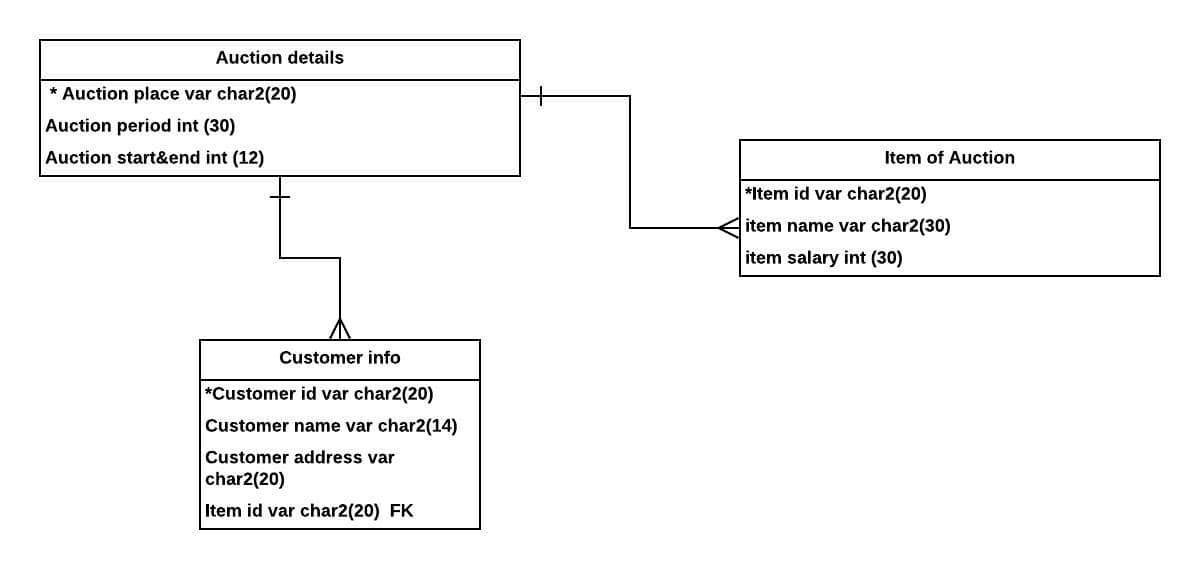 Auction details
* Auction place var char2(20)
Auction period int (30)
Auction start&end int (12)
Item of Auction
*Item id var char2(20)
item name var char2(30)
item salary int (30)
Customer info
*Customer id var char2(20)
Customer name var char2(14)
Customer address var
char2(20)
Item id var char2(20) FK